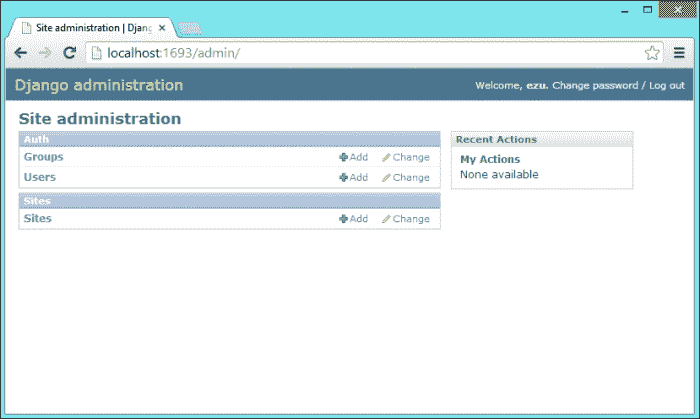 Site administration | Djang
localhost:1693/admin/
Django administration
Welcome, ezu. Change password / Log out
Site administration
Auth
Groups Add Change
Users Add Change
Sites
Sites Add Change
Recent Actions
My Actions
None available